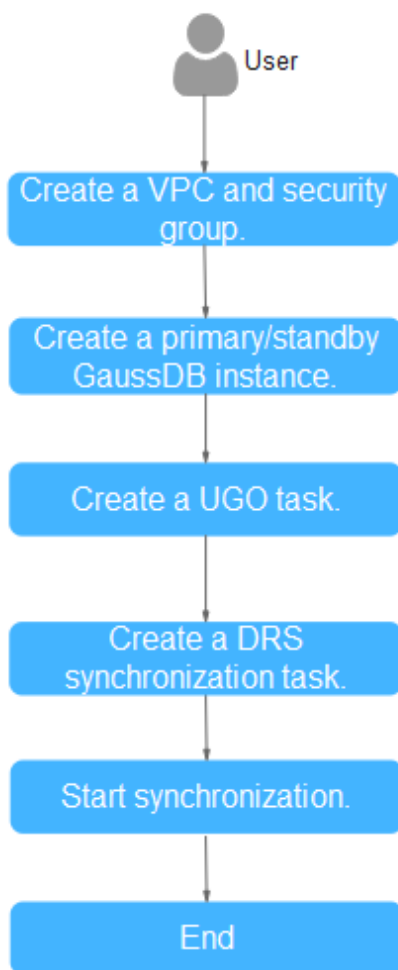 User
Create a VPC and security
group.
Create a primary/standby
GaussDB instance.
Create a UGO task.
Create a DRS
synchronization task.
Start synchronization.
End